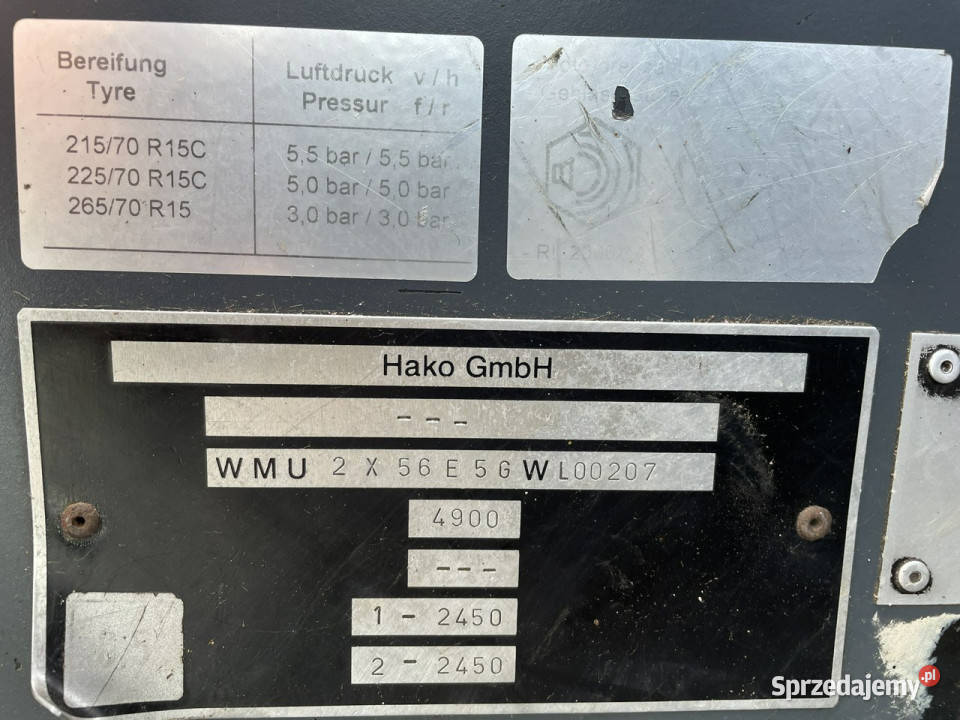 Bereifung Luftdruck v / h
Tyre Pressur f / r
215/70 R15C 5,5 bar / 5,5 bar
225/70 R15C 5,0 bar / 5,0 bar
265/70 R15 3,0 bar / 3,0 bar
Hako GmbH
- - -
WMU 2 X 56 E 5G W L00207
4900
- - -
1 - 2450
2 - 2450
Sprzedajemy.pl